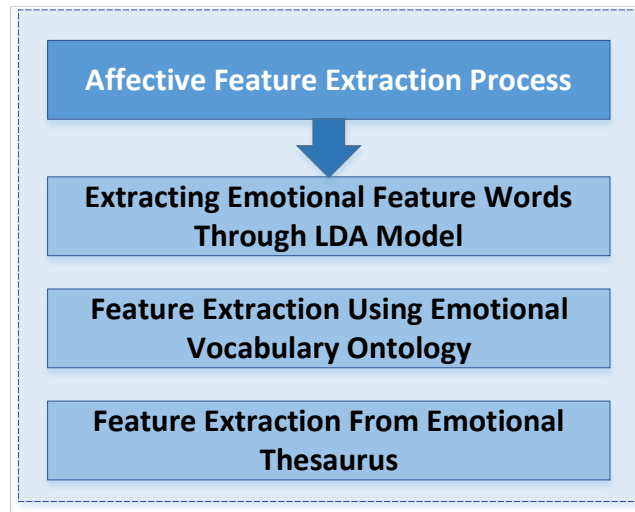 Affective Feature Extraction Process
Extracting Emotional Feature Words
Through LDA Model
Feature Extraction Using Emotional
Vocabulary Ontology
Feature Extraction From Emotional
Thesaurus